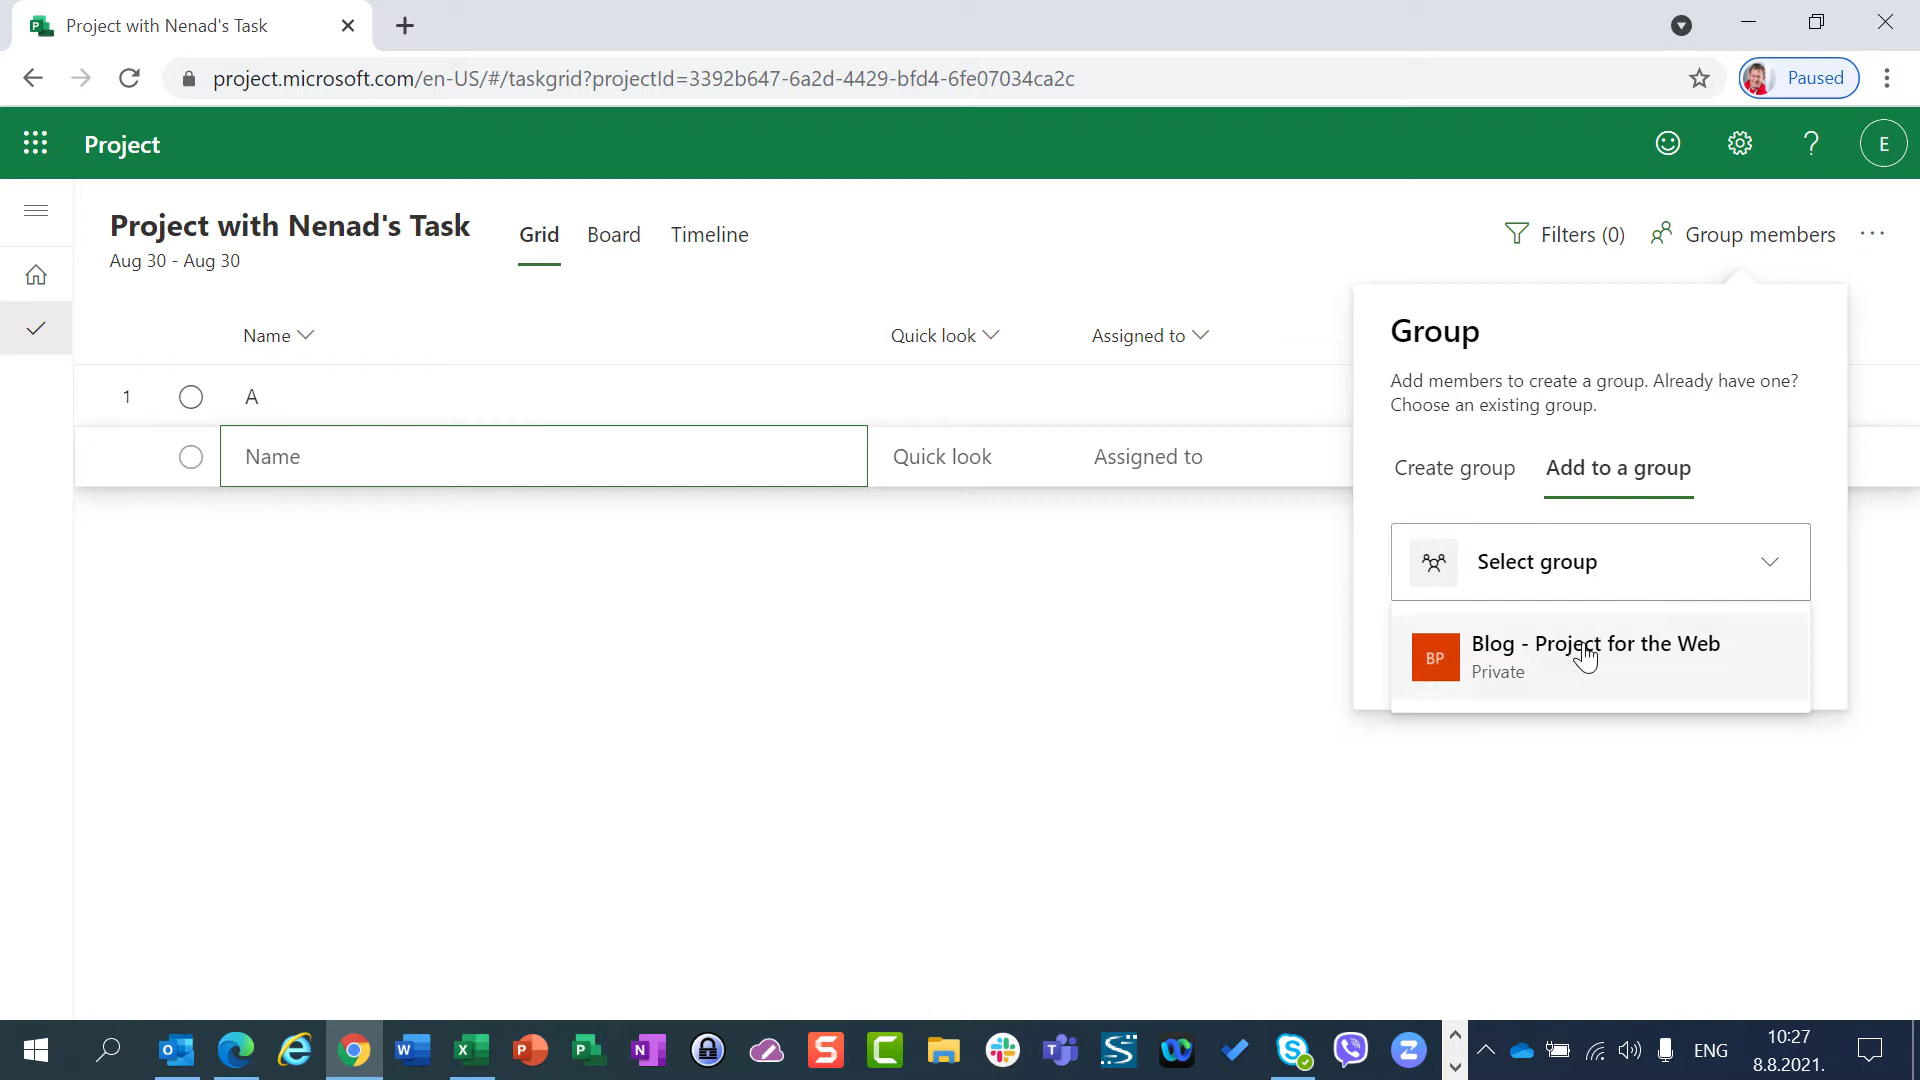 Project with Nenad's Task
project.microsoft.com/en-US/#/taskgrid?projectId=3392b647-6a2d-4429-bfd4-6fe07034ca2c
Paused
Project
E
Project with Nenad's Task
Aug 30 - Aug 30
Grid
Board
Timeline
Filters (0)
Group members
Name
Quick look
Assigned to
1
A
Name
Quick look
Assigned to
Group
Add members to create a group. Already have one?
Choose an existing group.
Create group
Add to a group
Select group
BP
Blog - Project for the Web
Private
ENG
10:27
8.8.2021.